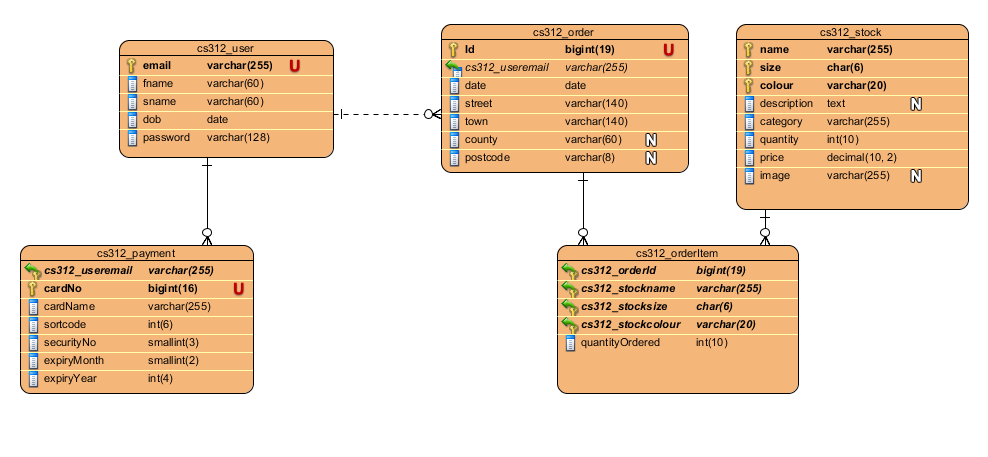 cs312_user
email varchar(255) U
fname varchar(60)
sname varchar(60)
dob date
password varchar(128)
cs312_order
Id bigint(19) U
cs312_useremail varchar(255)
date date
street varchar(140)
town varchar(140)
county varchar(60) N
postcode varchar(8) N
cs312_stock
name varchar(255)
size char(6)
colour varchar(20)
description text N
category varchar(255)
quantity int(10)
price decimal(10, 2)
image varchar(255) N
cs312_payment
cs312_useremail varchar(255)
cardNo bigint(16) U
cardName varchar(255)
sortcode int(6)
securityNo smallint(3)
expiryMonth smallint(2)
expiryYear int(4)
cs312_orderItem
cs312_orderId bigint(19)
cs312_stockname varchar(255)
cs312_stocksize char(6)
cs312_stockcolour varchar(20)
quantityOrdered int(10)